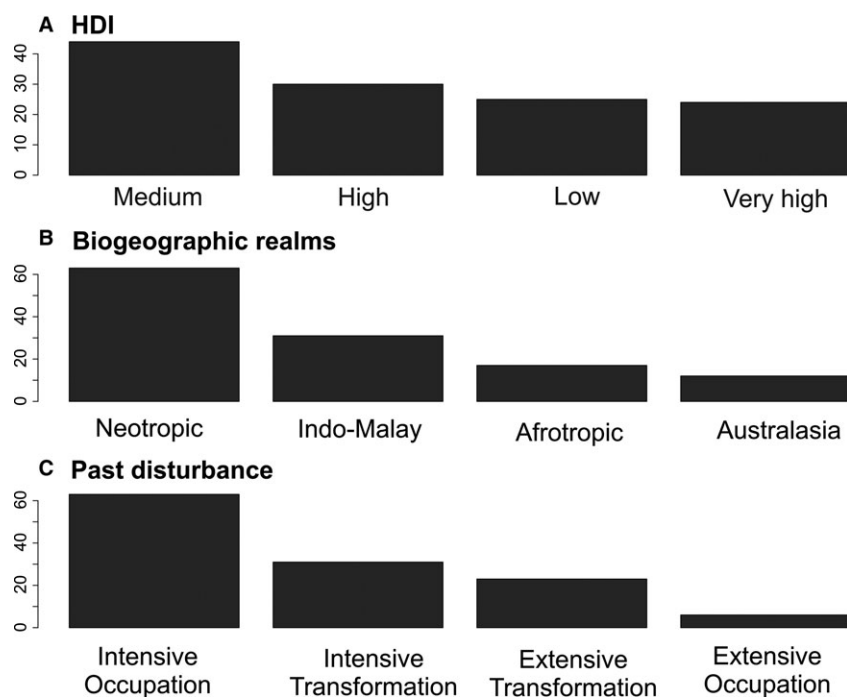 A HDI
40
30
20
10
0
Medium High Low Very high
B Biogeographic realms
60
40
20
0
Neotropic Indo-Malay Afrotropic Australasia
C Past disturbance
60
40
20
0
Intensive Intensive Extensive Extensive
Occupation Transformation Transformation Occupation